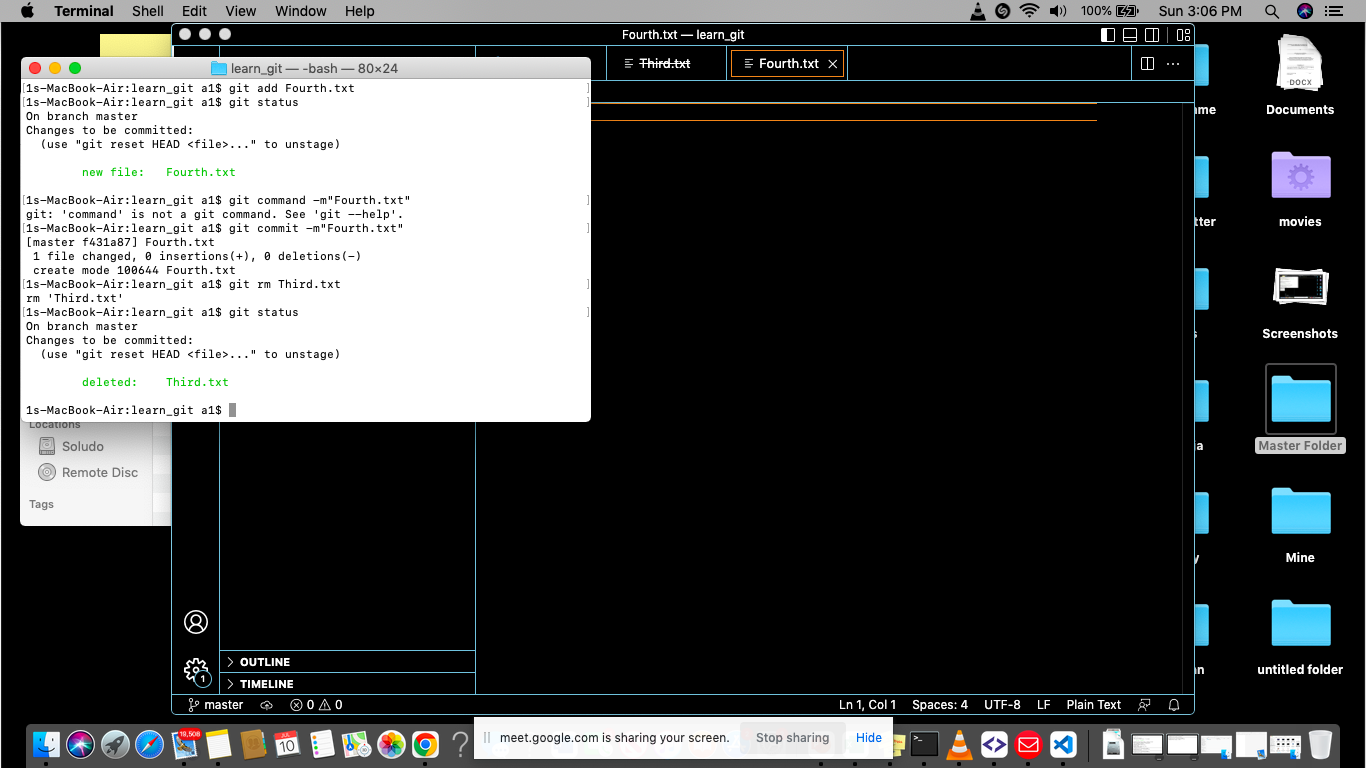 Terminal Shell Edit View Window Help 100% Sun 3:06 PM
Fourth.txt — learn_git
Third.txt Fourth.txt
learn_git — -bash — 80×24
[1s-MacBook-Air:learn_git a1$ git add Fourth.txt ]
[1s-MacBook-Air:learn_git a1$ git status ]
On branch master
Changes to be committed:
(use "git reset HEAD <file>..." to unstage)
new file: Fourth.txt
[1s-MacBook-Air:learn_git a1$ git command -m"Fourth.txt" ]
git: 'command' is not a git command. See 'git --help'.
[1s-MacBook-Air:learn_git a1$ git commit -m"Fourth.txt" ]
[master f431a87] Fourth.txt
1 file changed, 0 insertions(+), 0 deletions(-)
create mode 100644 Fourth.txt
[1s-MacBook-Air:learn_git a1$ git rm Third.txt ]
rm 'Third.txt'
[1s-MacBook-Air:learn_git a1$ git status ]
On branch master
Changes to be committed:
(use "git reset HEAD <file>..." to unstage)
deleted: Third.txt
1s-MacBook-Air:learn_git a1$
Locations
Soludo
Remote Disc
Tags
OUTLINE
1
TIMELINE
master 0 0 Ln 1, Col 1 Spaces: 4 UTF-8 LF Plain Text
DOCX
Documents
movies
Screenshots
Master Folder
Mine
untitled folder
me
tter
s
a
y
n
19,508
JUL
10
meet.google.com is sharing your screen. Stop sharing Hide